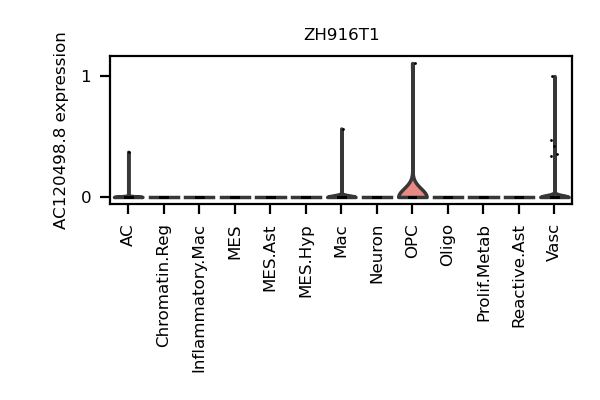 ZH916T1
AC120498.8 expression
1
0
AC
Chromatin.Reg
Inflammatory.Mac
MES
MES.Ast
MES.Hyp
Mac
Neuron
OPC
Oligo
Prolif.Metab
Reactive.Ast
Vasc